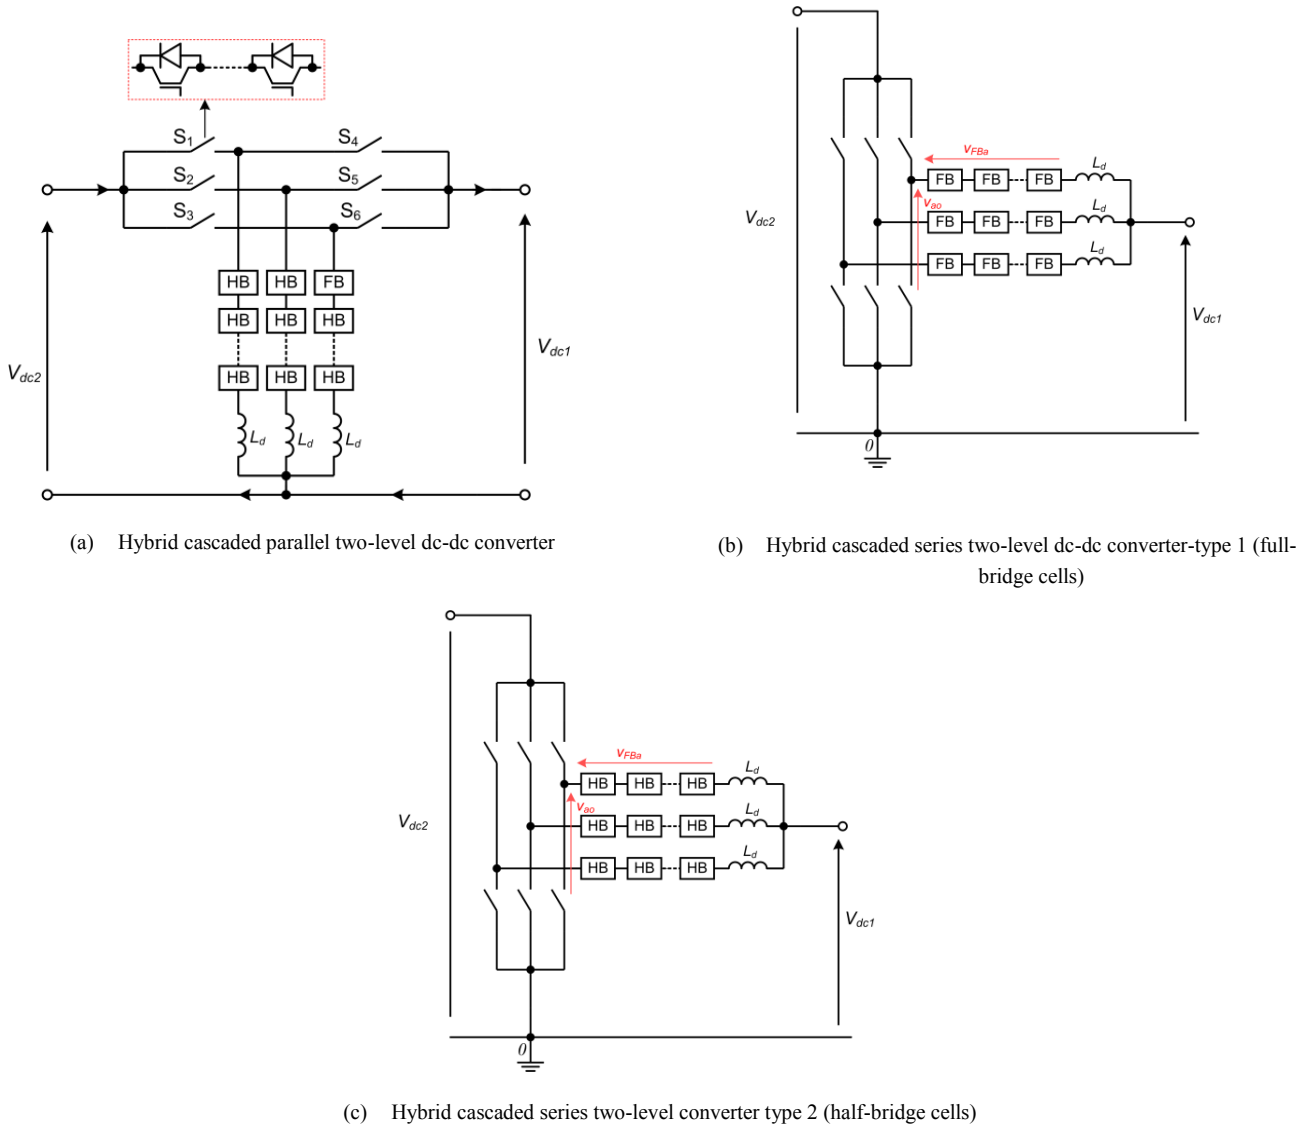 S1
S4
S2
S5
S3
S6
HB HB FB
HB HB HB
HB HB HB
Ld Ld Ld
Vdc2
Vdc1
(a) Hybrid cascaded parallel two-level dc-dc converter
vFBa
Ld
FB FB FB
vao
Ld
Vdc2
FB FB FB
Ld
FB FB FB
Vdc1
0
(b) Hybrid cascaded series two-level dc-dc converter-type 1 (full-
bridge cells)
vFBa
Ld
HB HB HB
vao
Ld
Vdc2
HB HB HB
Ld
HB HB HB
Vdc1
0
(c) Hybrid cascaded series two-level converter type 2 (half-bridge cells)